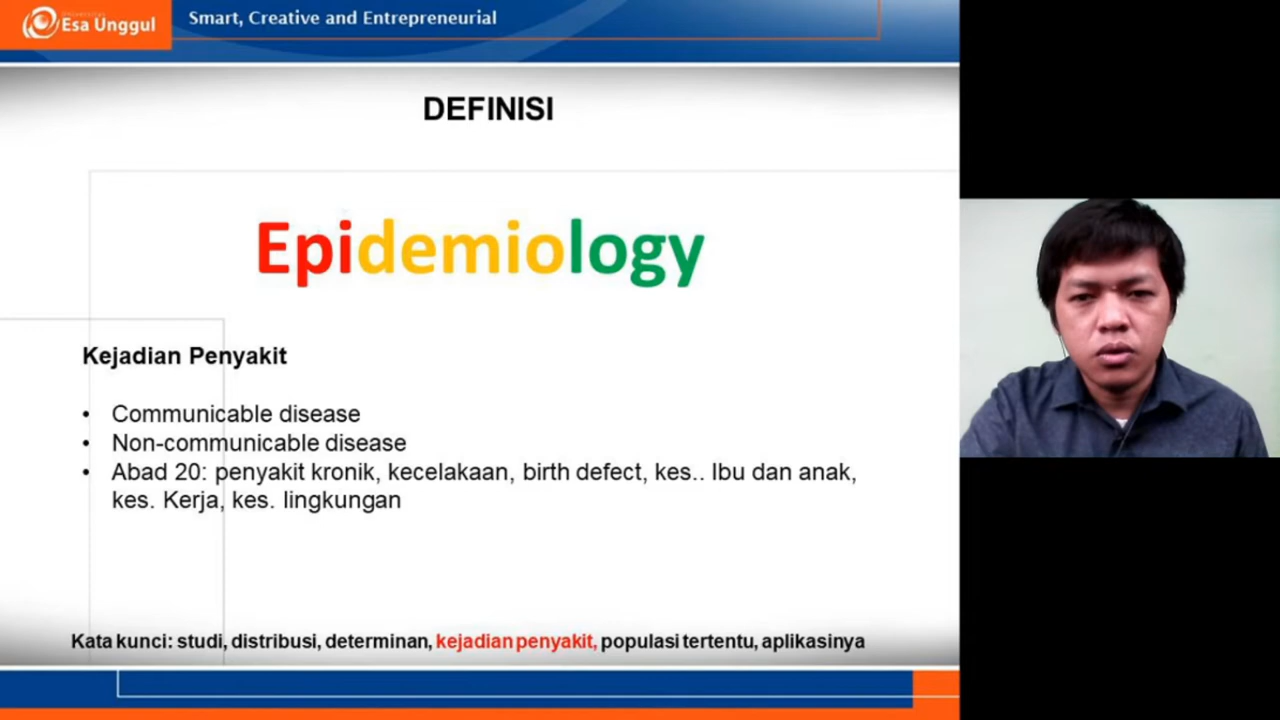 Esa Unggul
Smart, Creative and Entrepreneurial
DEFINISI
Epidemiology
Kejadian Penyakit
• Communicable disease
• Non-communicable disease
• Abad 20: penyakit kronik, kecelakaan, birth defect, kes.. Ibu dan anak,
kes. Kerja, kes. lingkungan
Kata kunci: studi, distribusi, determinan, kejadian penyakit, populasi tertentu, aplikasinya